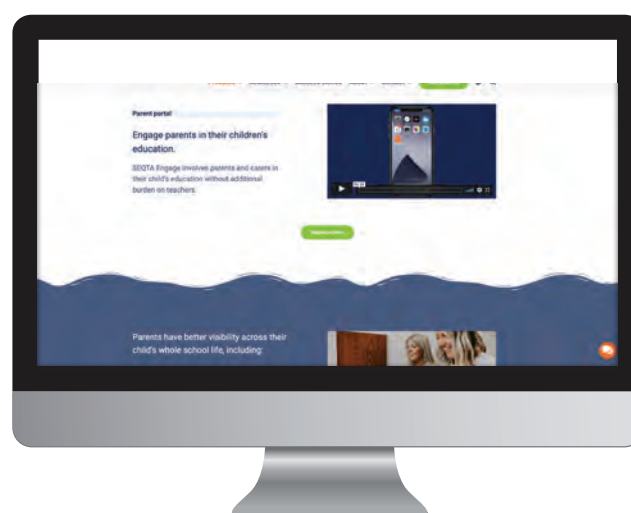 Parent portal
Engage parents in their children's
education.
SEQTA Engage involves parents and carers in
their child's education without additional
burden on teachers.
Parents have better visibility across their
child's whole school life, including: